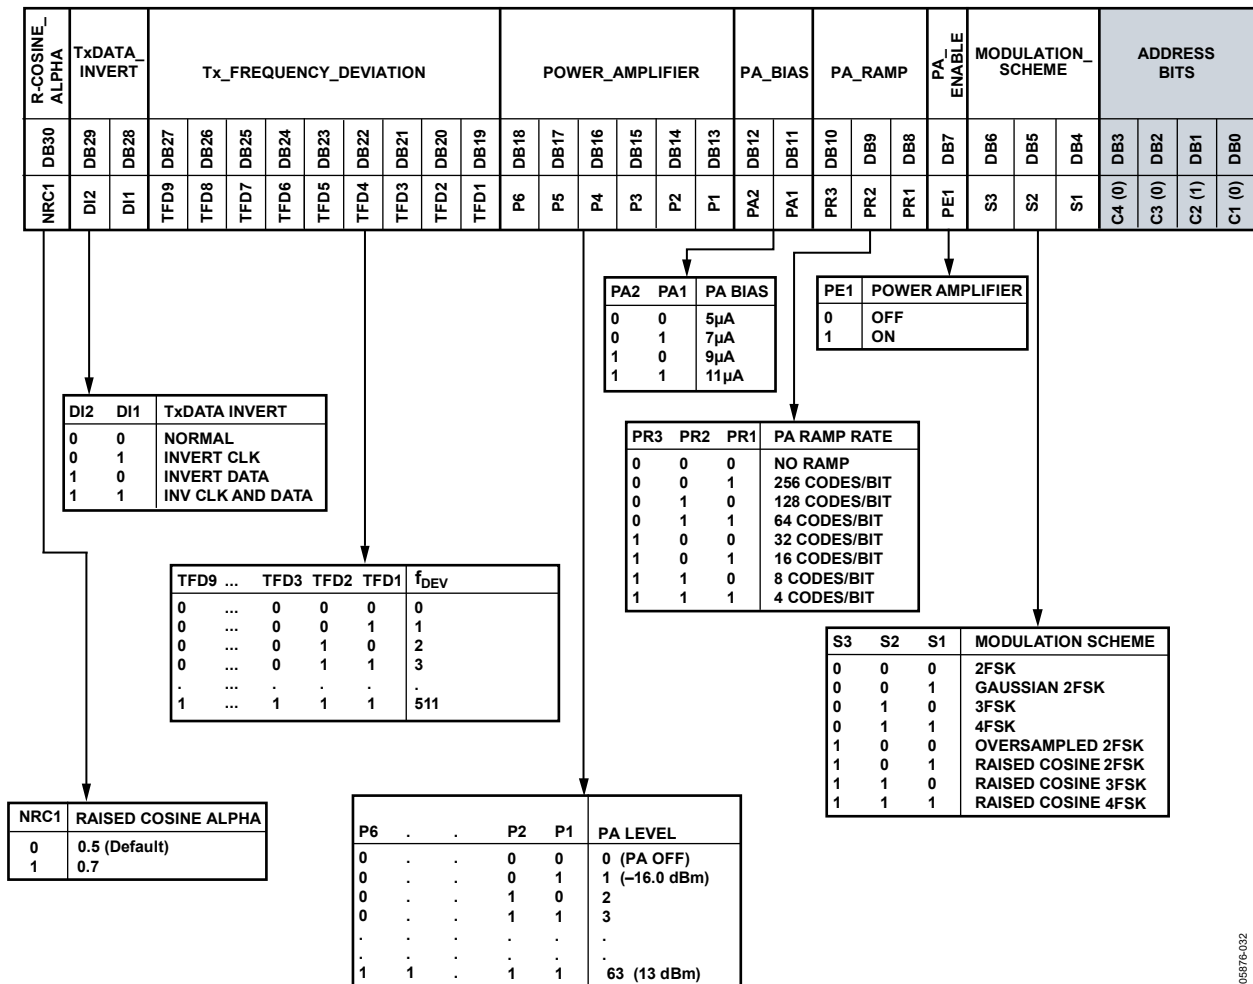 R-COSINE_
ALPHA
TxDATA_
INVERT
Tx_FREQUENCY_DEVIATION
POWER_AMPLIFIER
PA_BIAS
PA_RAMP
PA_
ENABLE
MODULATION_
SCHEME
ADDRESS
BITS
DB30 DB29 DB28 DB27 DB26 DB25 DB24 DB23 DB22 DB21 DB20 DB19 DB18 DB17 DB16 DB15 DB14 DB13 DB12 DB11 DB10 DB9 DB8 DB7 DB6 DB5 DB4 DB3 DB2 DB1 DB0
NRC1 DI2 DI1 TFD9 TFD8 TFD7 TFD6 TFD5 TFD4 TFD3 TFD2 TFD1 P6 P5 P4 P3 P2 P1 PA2 PA1 PR3 PR2 PR1 PE1 S3 S2 S1 C4 (0) C3 (0) C2 (1) C1 (0)
PA2 PA1 PA BIAS
0 0 5µA
0 1 7µA
1 0 9µA
1 1 11µA
PE1 POWER AMPLIFIER
0 OFF
1 ON
DI2 DI1 TxDATA INVERT
0 0 NORMAL
0 1 INVERT CLK
1 0 INVERT DATA
1 1 INV CLK AND DATA
PR3 PR2 PR1 PA RAMP RATE
0 0 0 NO RAMP
0 0 1 256 CODES/BIT
0 1 0 128 CODES/BIT
0 1 1 64 CODES/BIT
1 0 0 32 CODES/BIT
1 0 1 16 CODES/BIT
1 1 0 8 CODES/BIT
1 1 1 4 CODES/BIT
TFD9 ... TFD3 TFD2 TFD1 fDEV
0 ... 0 0 0 0
0 ... 0 0 1 1
0 ... 0 1 0 2
0 ... 0 1 1 3
. ... . . . .
1 ... 1 1 1 511
S3 S2 S1 MODULATION SCHEME
0 0 0 2FSK
0 0 1 GAUSSIAN 2FSK
0 1 0 3FSK
0 1 1 4FSK
1 0 0 OVERSAMPLED 2FSK
1 0 1 RAISED COSINE 2FSK
1 1 0 RAISED COSINE 3FSK
1 1 1 RAISED COSINE 4FSK
NRC1 RAISED COSINE ALPHA
0 0.5 (Default)
1 0.7
P6 . . P2 P1 PA LEVEL
0 . . 0 0 0 (PA OFF)
0 . . 0 1 1 (–16.0 dBm)
0 . . 1 0 2
0 . . 1 1 3
. . . . . .
. . . . . .
1 1 . 1 1 63 (13 dBm)
05876-032